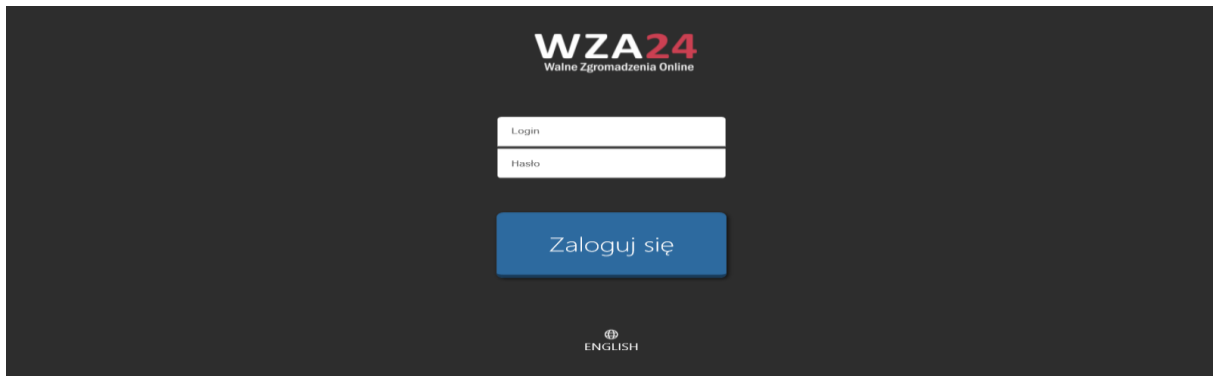 WZA24
Walne Zgromadzenia Online
Login
Hasło
Zaloguj się
ENGLISH